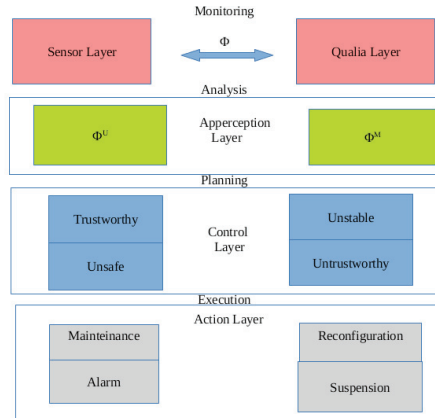 Monitoring
Sensor Layer
Φ
Qualia Layer
Analysis
Φᵁ
Apperception
Layer
Φᴹ
Planning
Trustworthy
Unsafe
Control
Layer
Unstable
Untrustworthy
Execution
Action Layer
Mainteinance
Alarm
Reconfiguration
Suspension